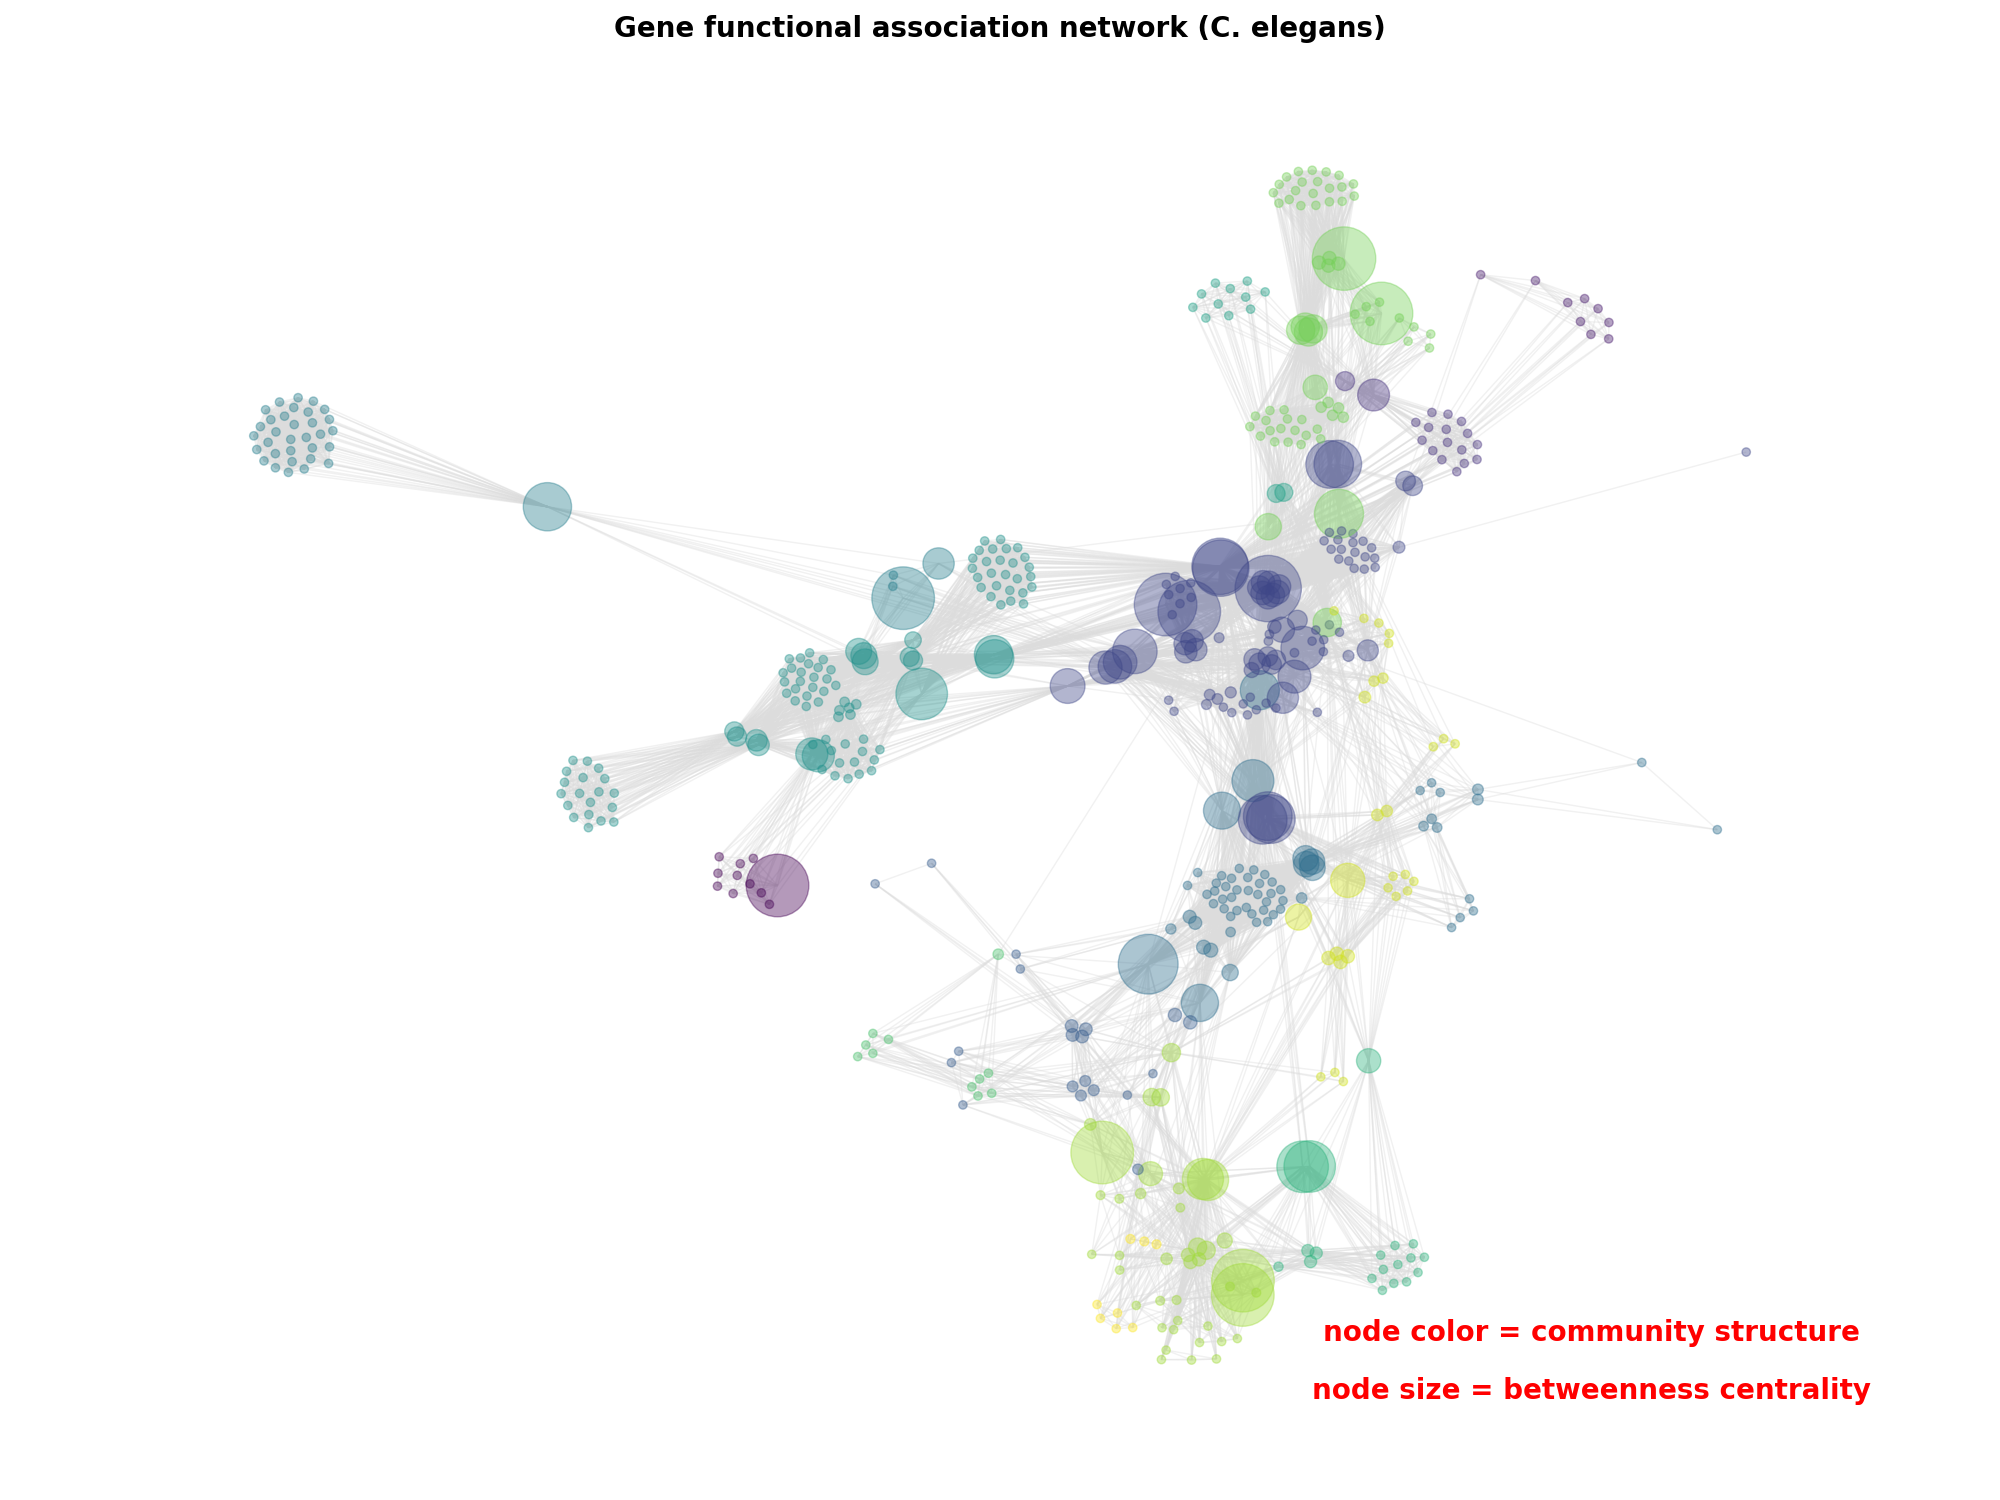 Gene functional association network (C. elegans)
node color = community structure
node size = betweenness centrality